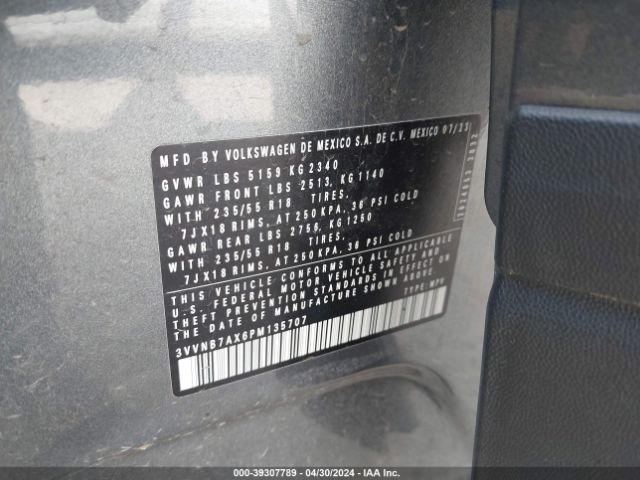 MFD BY VOLKSWAGEN DE MEXICO S.A. DE C.V. MEXICO 07/23
GVWR LBS 5159 KG 2340
GAWR FRONT LBS 2513, KG 1140
WITH 235/55 R18 TIRES.
7JX18 RIMS, AT 250 KPA, 36 PSI COLD
GAWR REAR LBS 2756, KG 1250
WITH 235/55 R18 TIRES.
7JX18 RIMS, AT 250 KPA, 36 PSI COLD
THIS VEHICLE CONFORMS TO ALL APPLICABLE
U.S. FEDERAL MOTOR VEHICLE SAFETY AND
THEFT PREVENTION STANDARDS IN EFFECT ON
THE DATE OF MANUFACTURE SHOWN ABOVE.
3VVNB7AX6PM135707
TYPE: MPV
000-39307789 - 04/30/2024 - IAA Inc.